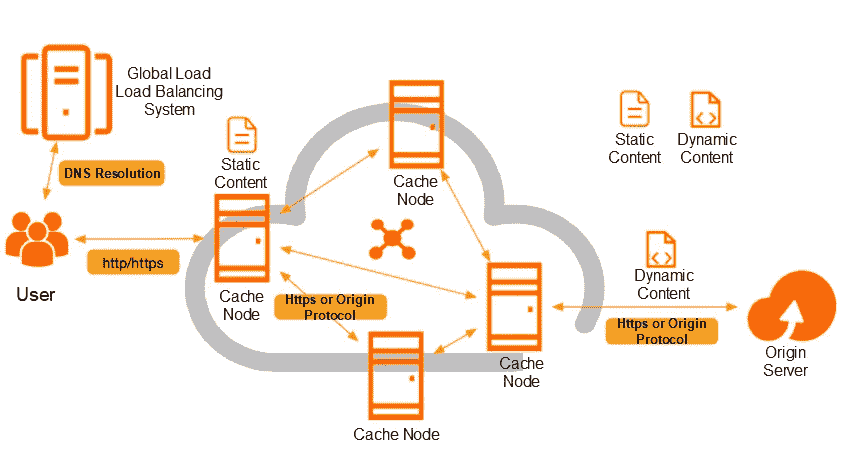 Global Load
Load Balancing
System
DNS Resolution
User
http/https
Static
Content
Cache
Node
Cache
Node
Https or Origin
Protocol
Cache Node
Cache
Node
Static
Content
Dynamic
Content
Dynamic
Content
Https or Origin
Protocol
Origin
Server